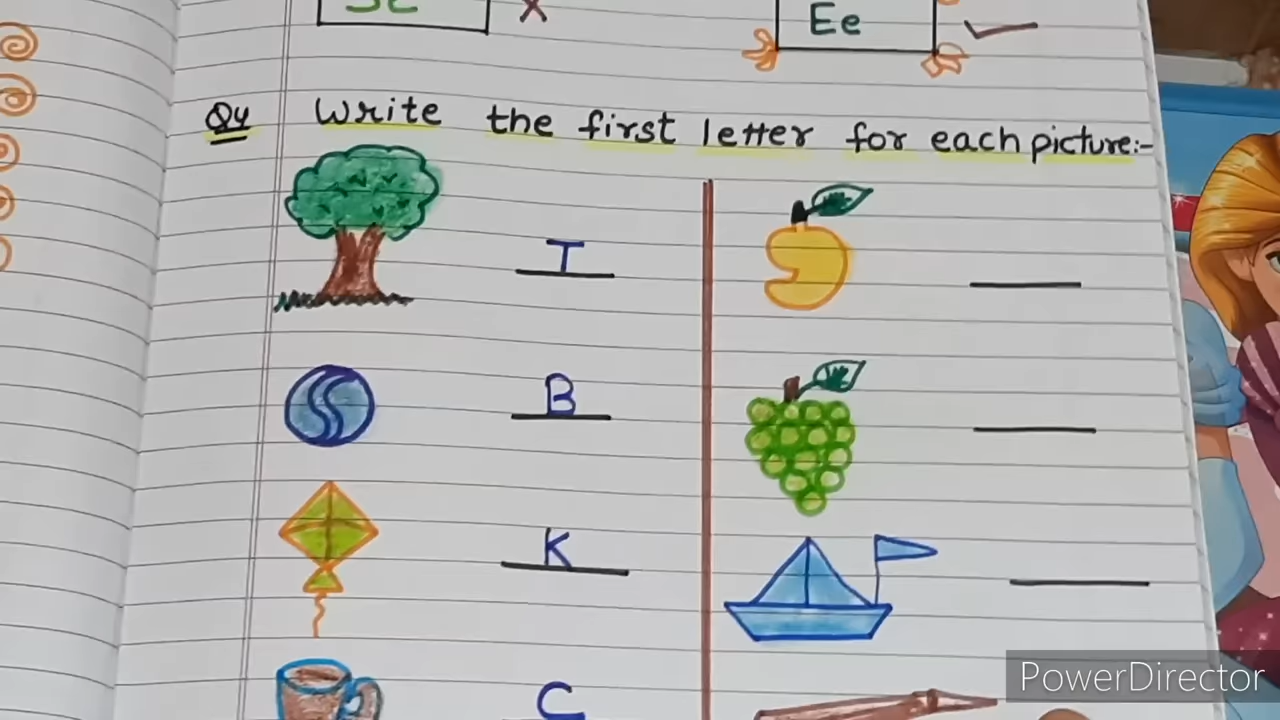 Ee
Q4 Write the first letter for each picture:-
T
B
K
C
PowerDirector